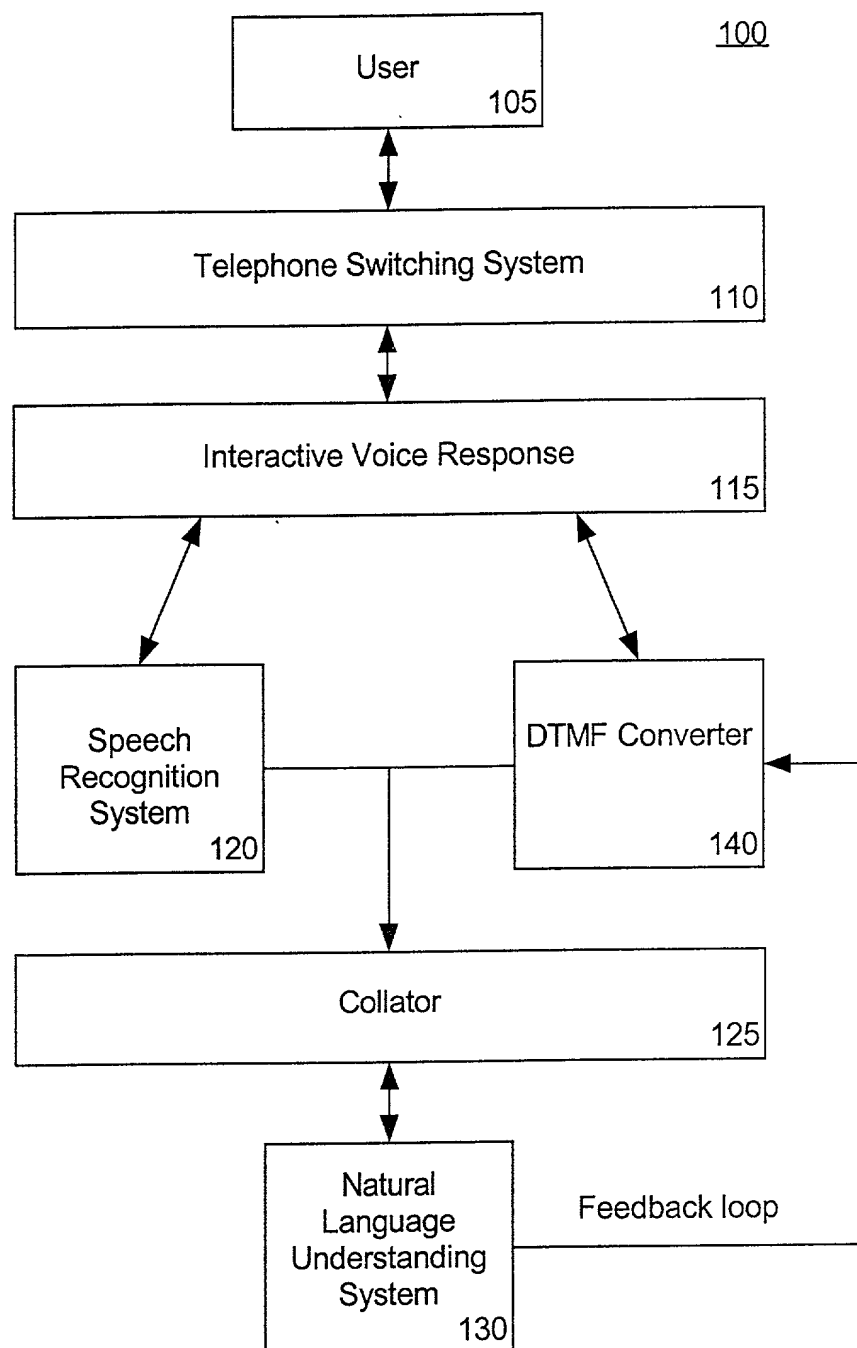 100
User
105
Telephone Switching System
110
Interactive Voice Response
115
Speech
Recognition
System
120
DTMF Converter
140
Collator
125
Natural
Language
Understanding
System
130
Feedback loop